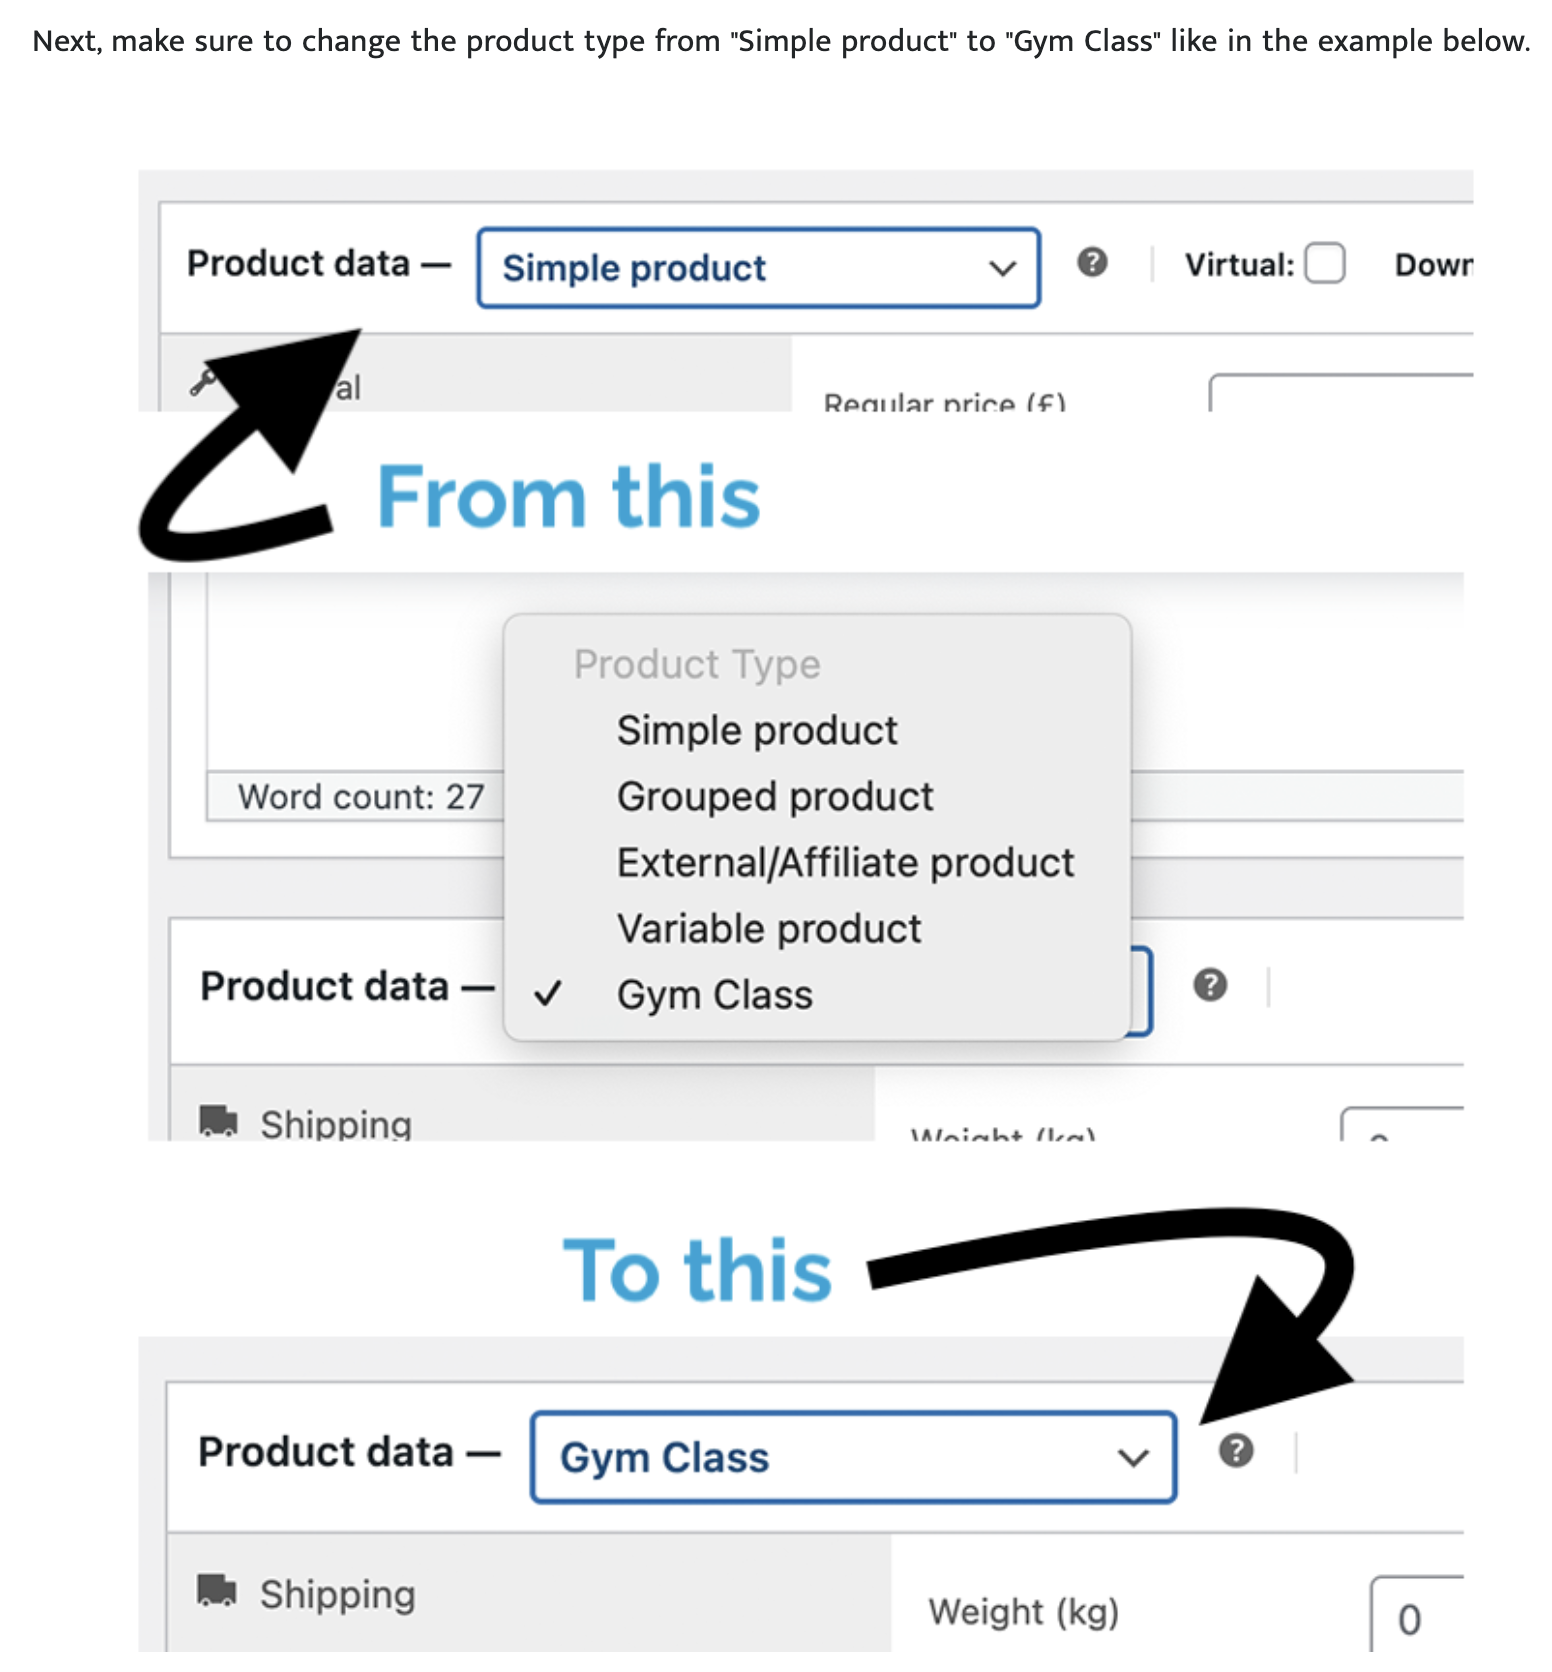 Next, make sure to change the product type from "Simple product" to "Gym Class" like in the example below.
Product data — Simple product ? Virtual: Down
al
Regular price (£)
From this
Product Type
Simple product
Grouped product
Word count: 27
External/Affiliate product
Variable product
Product data — ✓ Gym Class ?
Shipping Weight (kg)
To this
Product data — Gym Class ?
Shipping
Weight (kg) 0